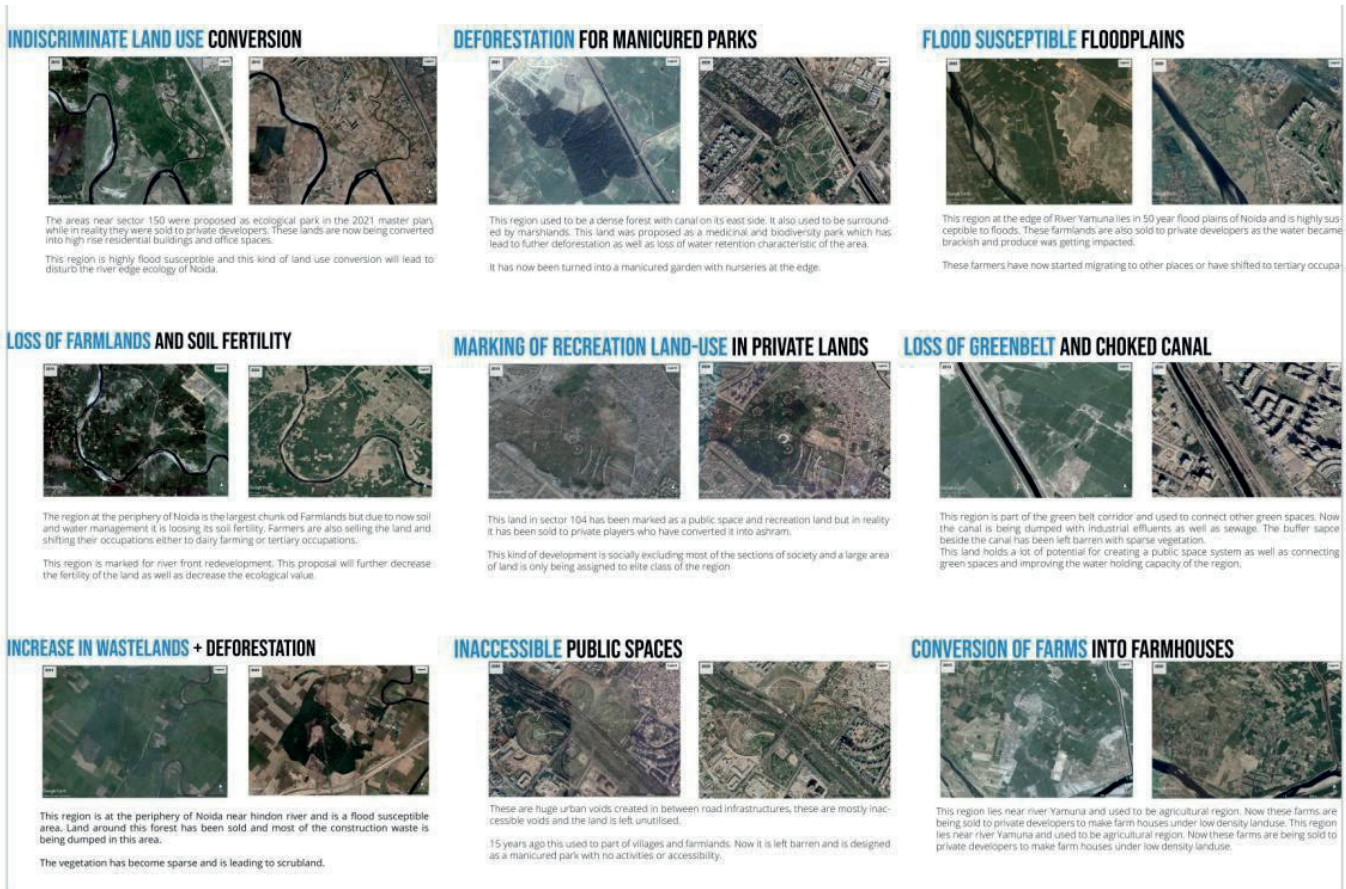 INDISCRIMINATE LAND USE CONVERSION
The areas near sector 150 were proposed as ecological park in the 2021 master plan,
while in reality they were sold to private developers. These lands are now being converted
into high rise residential buildings and office spaces.
This region is highly flood susceptible and this kind of land use conversion will lead to
disturb the river edge ecology of Noida.
DEFORESTATION FOR MANICURED PARKS
This region used to be a dense forest with canal on its east side. It also used to be surround-
ed by marshlands. This land was proposed as a medicinal and biodiversity park which has
lead to futher deforestation as well as loss of water retention characteristic of the area.
It has now been turned into a manicured garden with nurseries at the edge.
FLOOD SUSCEPTIBLE FLOODPLAINS
This region at the edge of River Yamuna lies in 50 year flood plains of Noida and is highly sus-
ceptible to floods. These farmlands are also sold to private developers as the water became
brackish and produce was getting impacted.
These farmers have now started migrating to other places or have shifted to tertiary occupa-
LOSS OF FARMLANDS AND SOIL FERTILITY
The region at the periphery of Noida is the largest chunk od Farmlands but due to now soil
and water management it is loosing its soil fertility. Farmers are also selling the land and
shifting their occupations either to dairy farming or tertiary occupations.
This region is marked for river front redevelopment. This proposal will further decrease
the fertility of the land as well as decrease the ecological value.
MARKING OF RECREATION LAND-USE IN PRIVATE LANDS
This land in sector 104 has been marked as a public space and recreation land but in reality
it has been sold to private players who have converted it into ashram.
This kind of development is socially excluding most of the sections of society and a large area
of land is only being assigned to elite class of the region
LOSS OF GREENBELT AND CHOKED CANAL
This region is part of the green belt corridor and used to connect other green spaces. Now
the canal is being dumped with industrial effluents as well as sewage. The buffer sapce
beside the canal has been left barren with sparse vegetation.
This land holds a lot of potential for creating a public space system as well as connecting
green spaces and improving the water holding capacity of the region.
INCREASE IN WASTELANDS + DEFORESTATION
This region is at the periphery of Noida near hindon river and is a flood susceptible
area. Land around this forest has been sold and most of the construction waste is
being dumped in this area.
The vegetation has become sparse and is leading to scrubland.
INACCESSIBLE PUBLIC SPACES
These are huge urban voids created in between road infrastructures, these are mostly inac-
cessible voids and the land is left unutilised.
15 years ago this used to part of villages and farmlands. Now it is left barren and is designed
as a manicured park with no activities or accessibility.
CONVERSION OF FARMS INTO FARMHOUSES
This region lies near river Yamuna and used to be agricultural region. Now these farms are
being sold to private developers to make farm houses under low density landuse. This region
lies near river Yamuna and used to be agricultural region. Now these farms are being sold to
private developers to make farm houses under low density landuse.